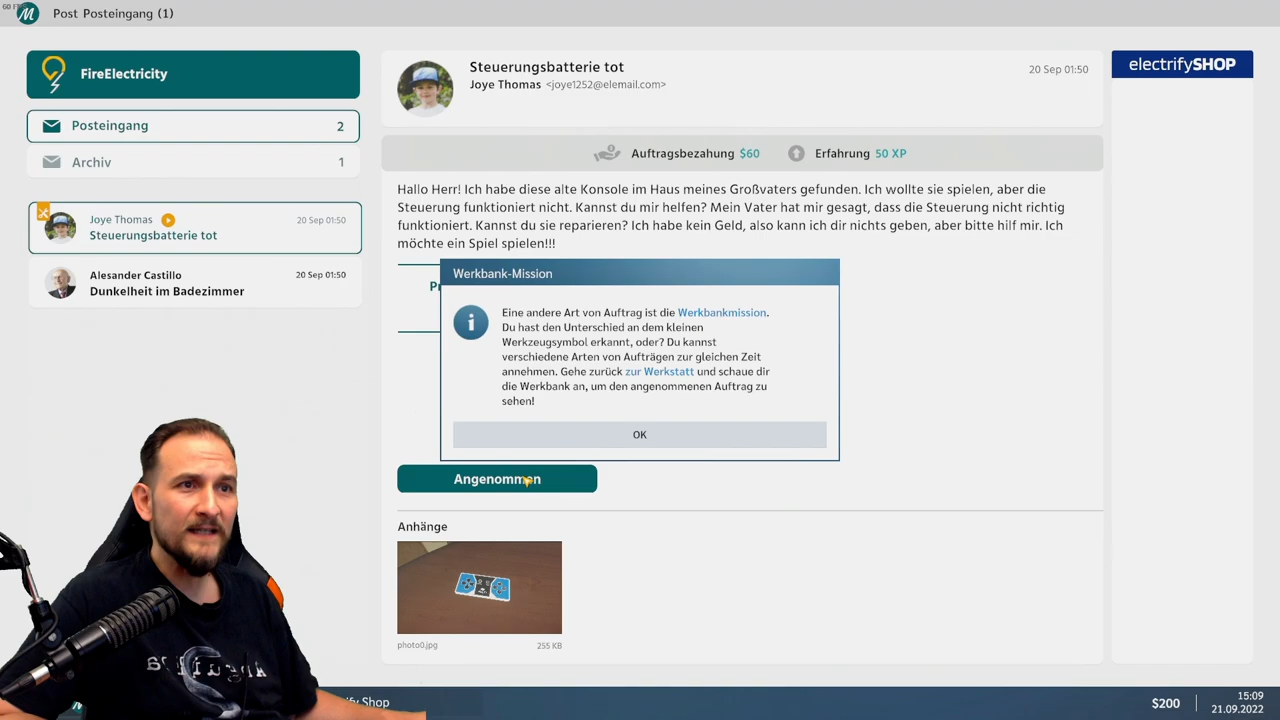 60 FPS
Post Posteingang (1)
FireElectricity
Posteingang 2
Archiv 1
Joye Thomas 20 Sep 01:50
Steuerungsbatterie tot
Alesander Castillo 20 Sep 01:50
Dunkelheit im Badezimmer
Steuerungsbatterie tot
Joye Thomas <joye1252@elemail.com>
20 Sep 01:50
Auftragsbezahlung $60 Erfahrung 50 XP
Hallo Herr! Ich habe diese alte Konsole im Haus meines Großvaters gefunden. Ich wollte sie spielen, aber die
Steuerung funktioniert nicht. Kannst du mir helfen? Mein Vater hat mir gesagt, dass die Steuerung nicht richtig
funktioniert. Kannst du sie reparieren? Ich habe kein Geld, also kann ich dir nichts geben, aber bitte hilf mir. Ich
möchte ein Spiel spielen!!!
Werkbank-Mission
Eine andere Art von Auftrag ist die Werkbankmission.
Du hast den Unterschied an dem kleinen
Werkzeugsymbol erkannt, oder? Du kannst
verschiedene Arten von Aufträgen zur gleichen Zeit
annehmen. Gehe zurück zur Werkstatt und schaue dir
die Werkbank an, um den angenommenen Auftrag zu
sehen!
OK
Angenommen
Anhänge
photo0.jpg 255 KB
electrifySHOP
Shop
$200
15:09
21.09.2022